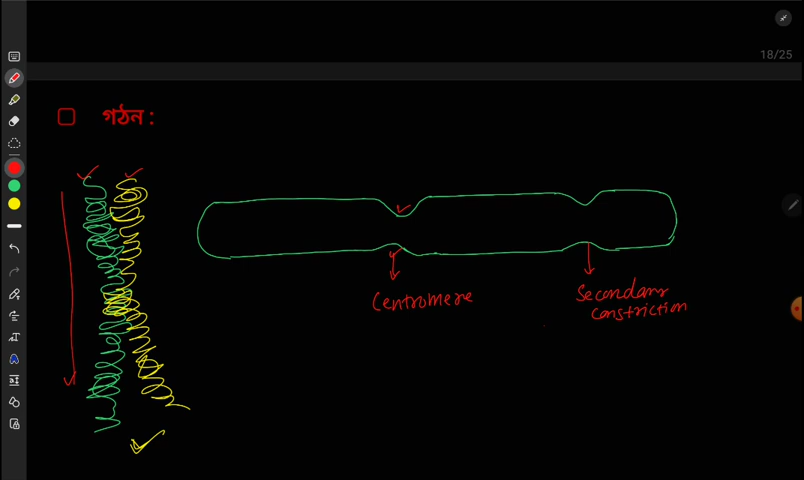 18/25
গঠন :
Centromere
Secondary
constriction